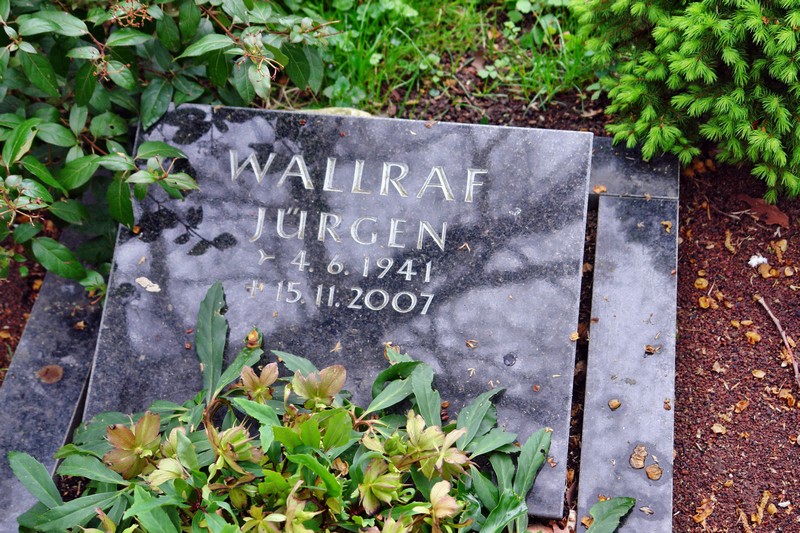 WALLRAF
JÜRGEN
Y 4.6.1941
† 15.11.2007